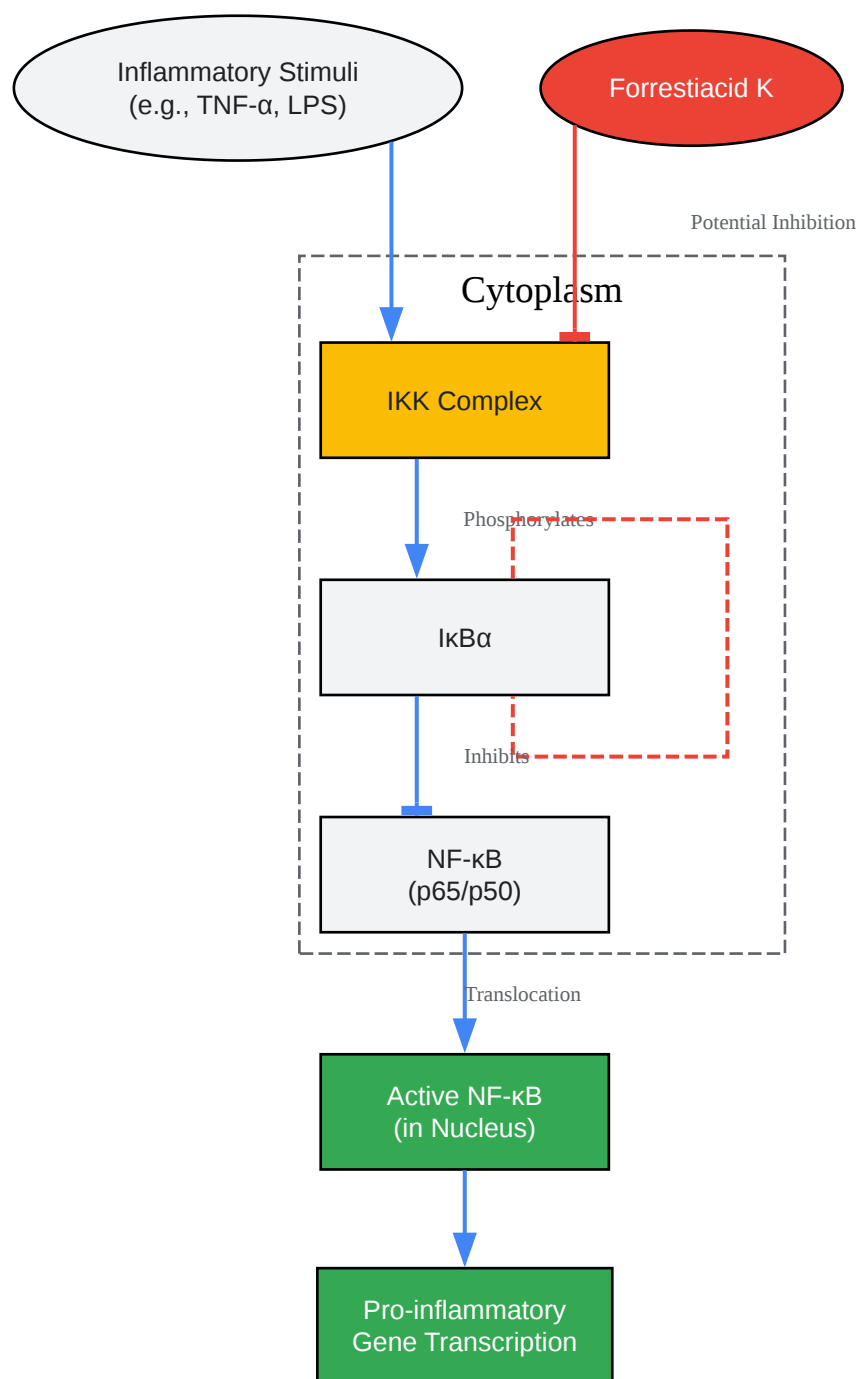 Inflammatory Stimuli
(e.g., TNF-α, LPS)
Forrestiacid K
Potential Inhibition
Cytoplasm
IKK Complex
Phosphorylates
IκBα
Inhibits
NF-κB
(p65/p50)
Translocation
Active NF-κB
(in Nucleus)
Pro-inflammatory
Gene Transcription